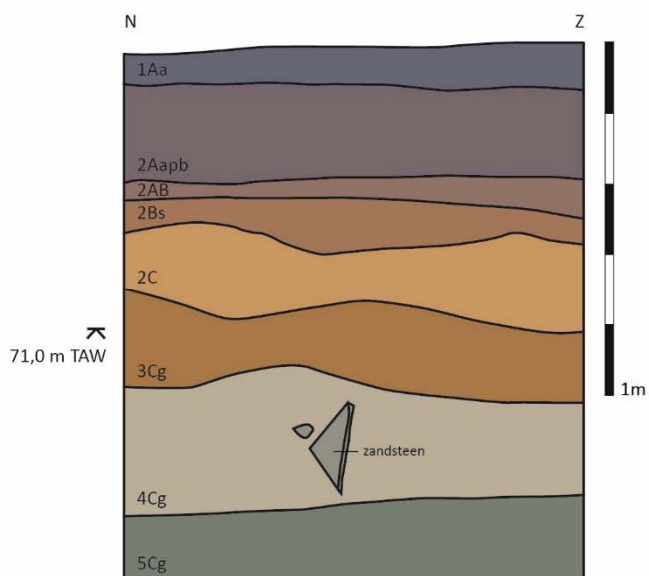 N
Z
1Aa
2Aapb
2AB
2Bs
2C
71,0 m TAW
3Cg
1m
zandsteen
4Cg
5Cg